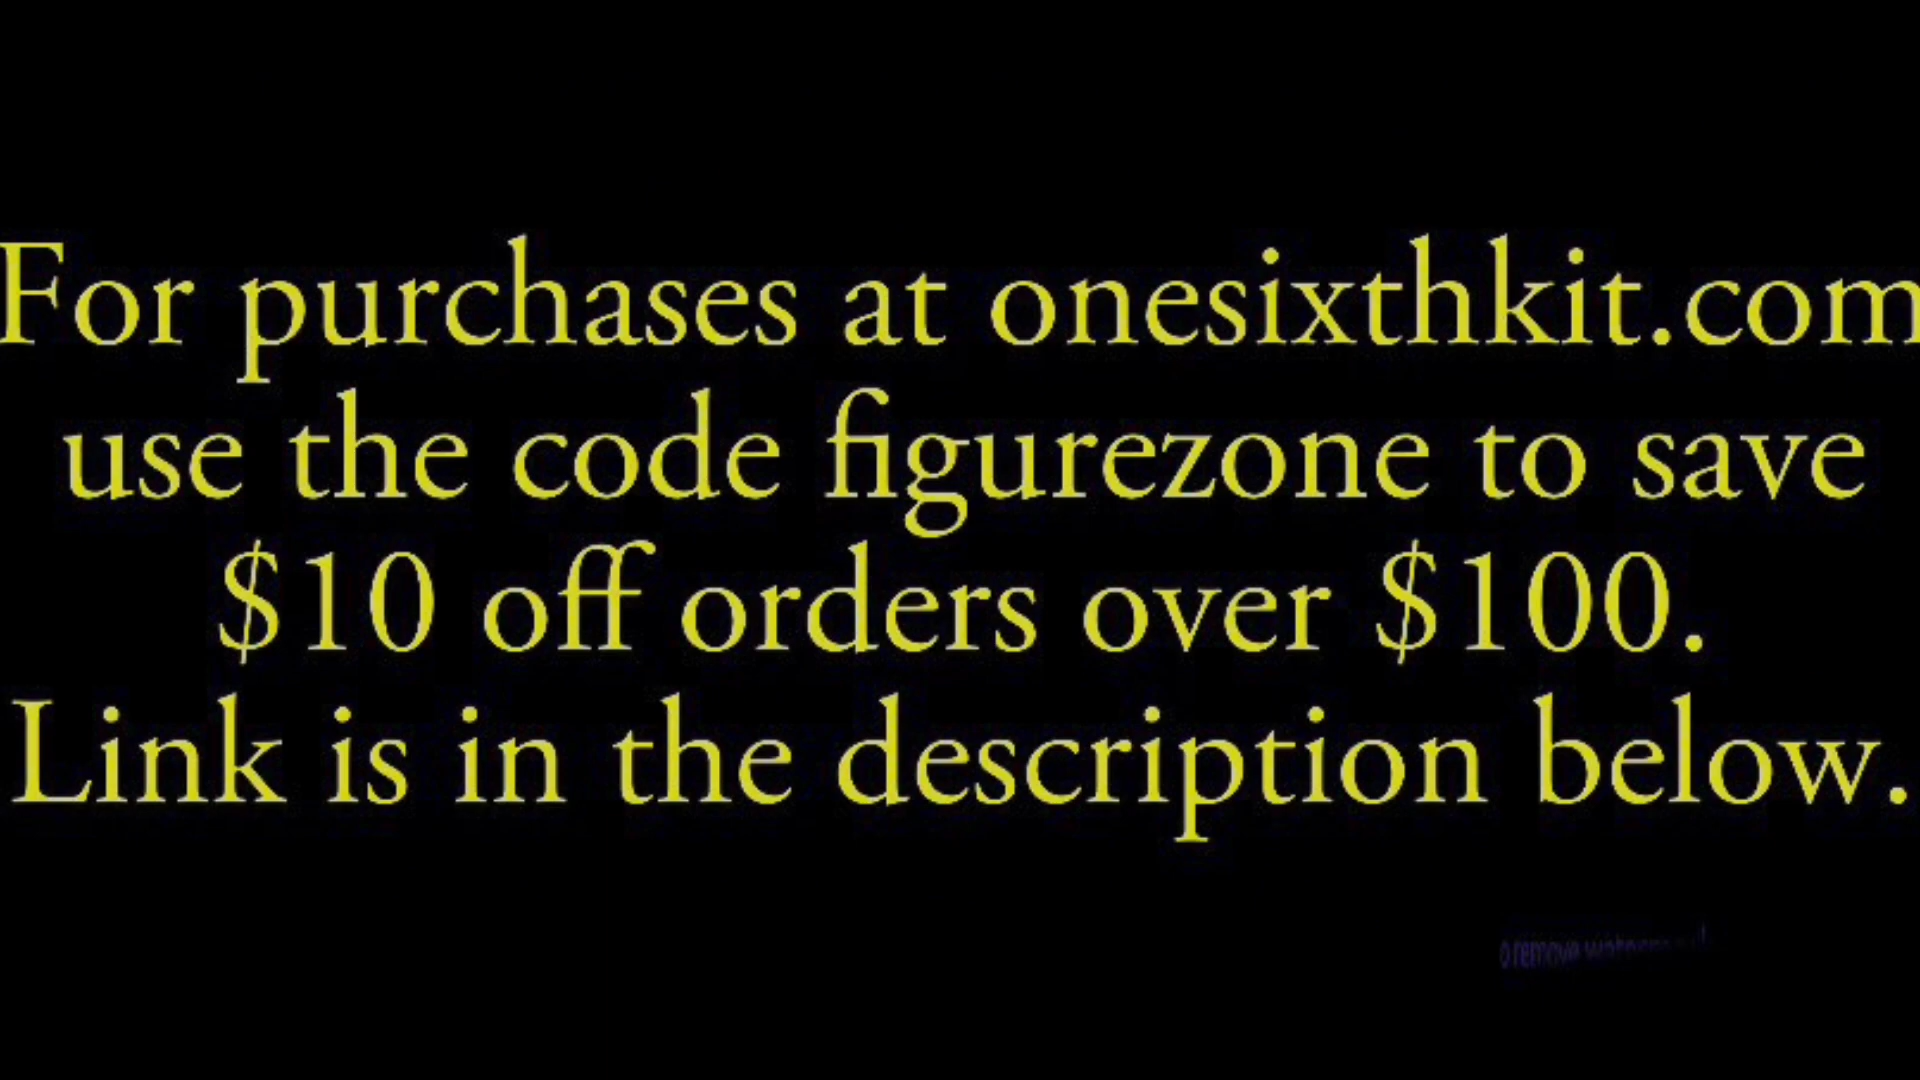 For purchases at onesixthkit.com
use the code figurezone to save
$10 off orders over $100.
Link is in the description below.
remove